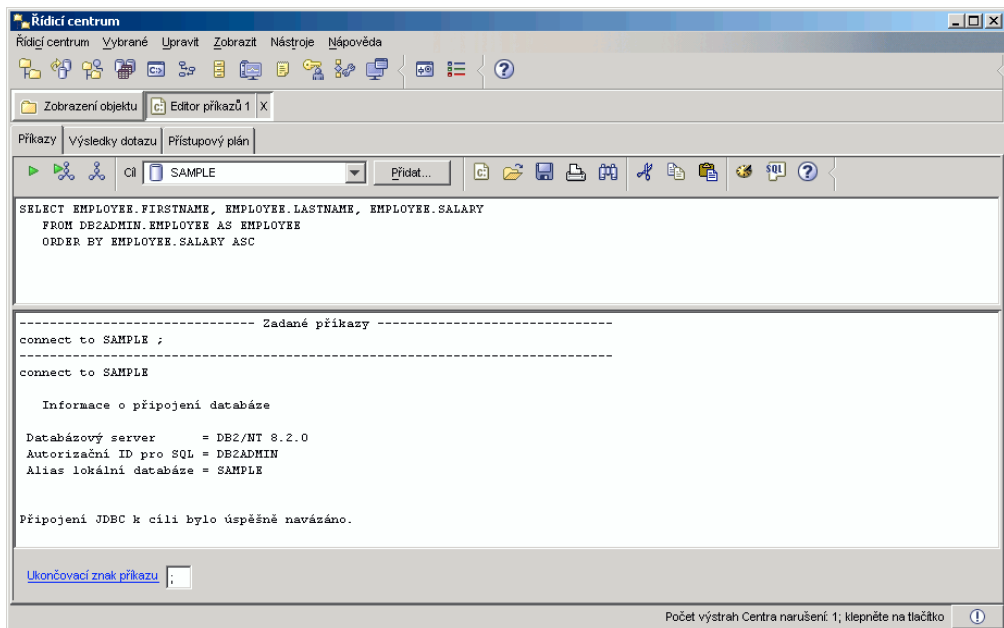 Řídicí centrum
Řídicí centrum Vybrané Upravit Zobrazit Nástroje Nápověda
Zobrazení objektu Editor příkazů 1 X
Příkazy Výsledky dotazu Přístupový plán
Cíl SAMPLE Přidat...
SELECT EMPLOYEE.FIRSTNAME, EMPLOYEE.LASTNAME, EMPLOYEE.SALARY
FROM DB2ADMIN.EMPLOYEE AS EMPLOYEE
ORDER BY EMPLOYEE.SALARY ASC
------------------------------- Zadané příkazy -------------------------------
connect to SAMPLE ;
------------------------------------------------------------------------------
connect to SAMPLE
Informace o připojení databáze
Databázový server = DB2/NT 8.2.0
Autorizační ID pro SQL = DB2ADMIN
Alias lokální databáze = SAMPLE
Připojení JDBC k cíli bylo úspěšně navázáno.
Ukončovací znak příkazu ;
Počet výstrah Centra narušení: 1; klepněte na tlačítko